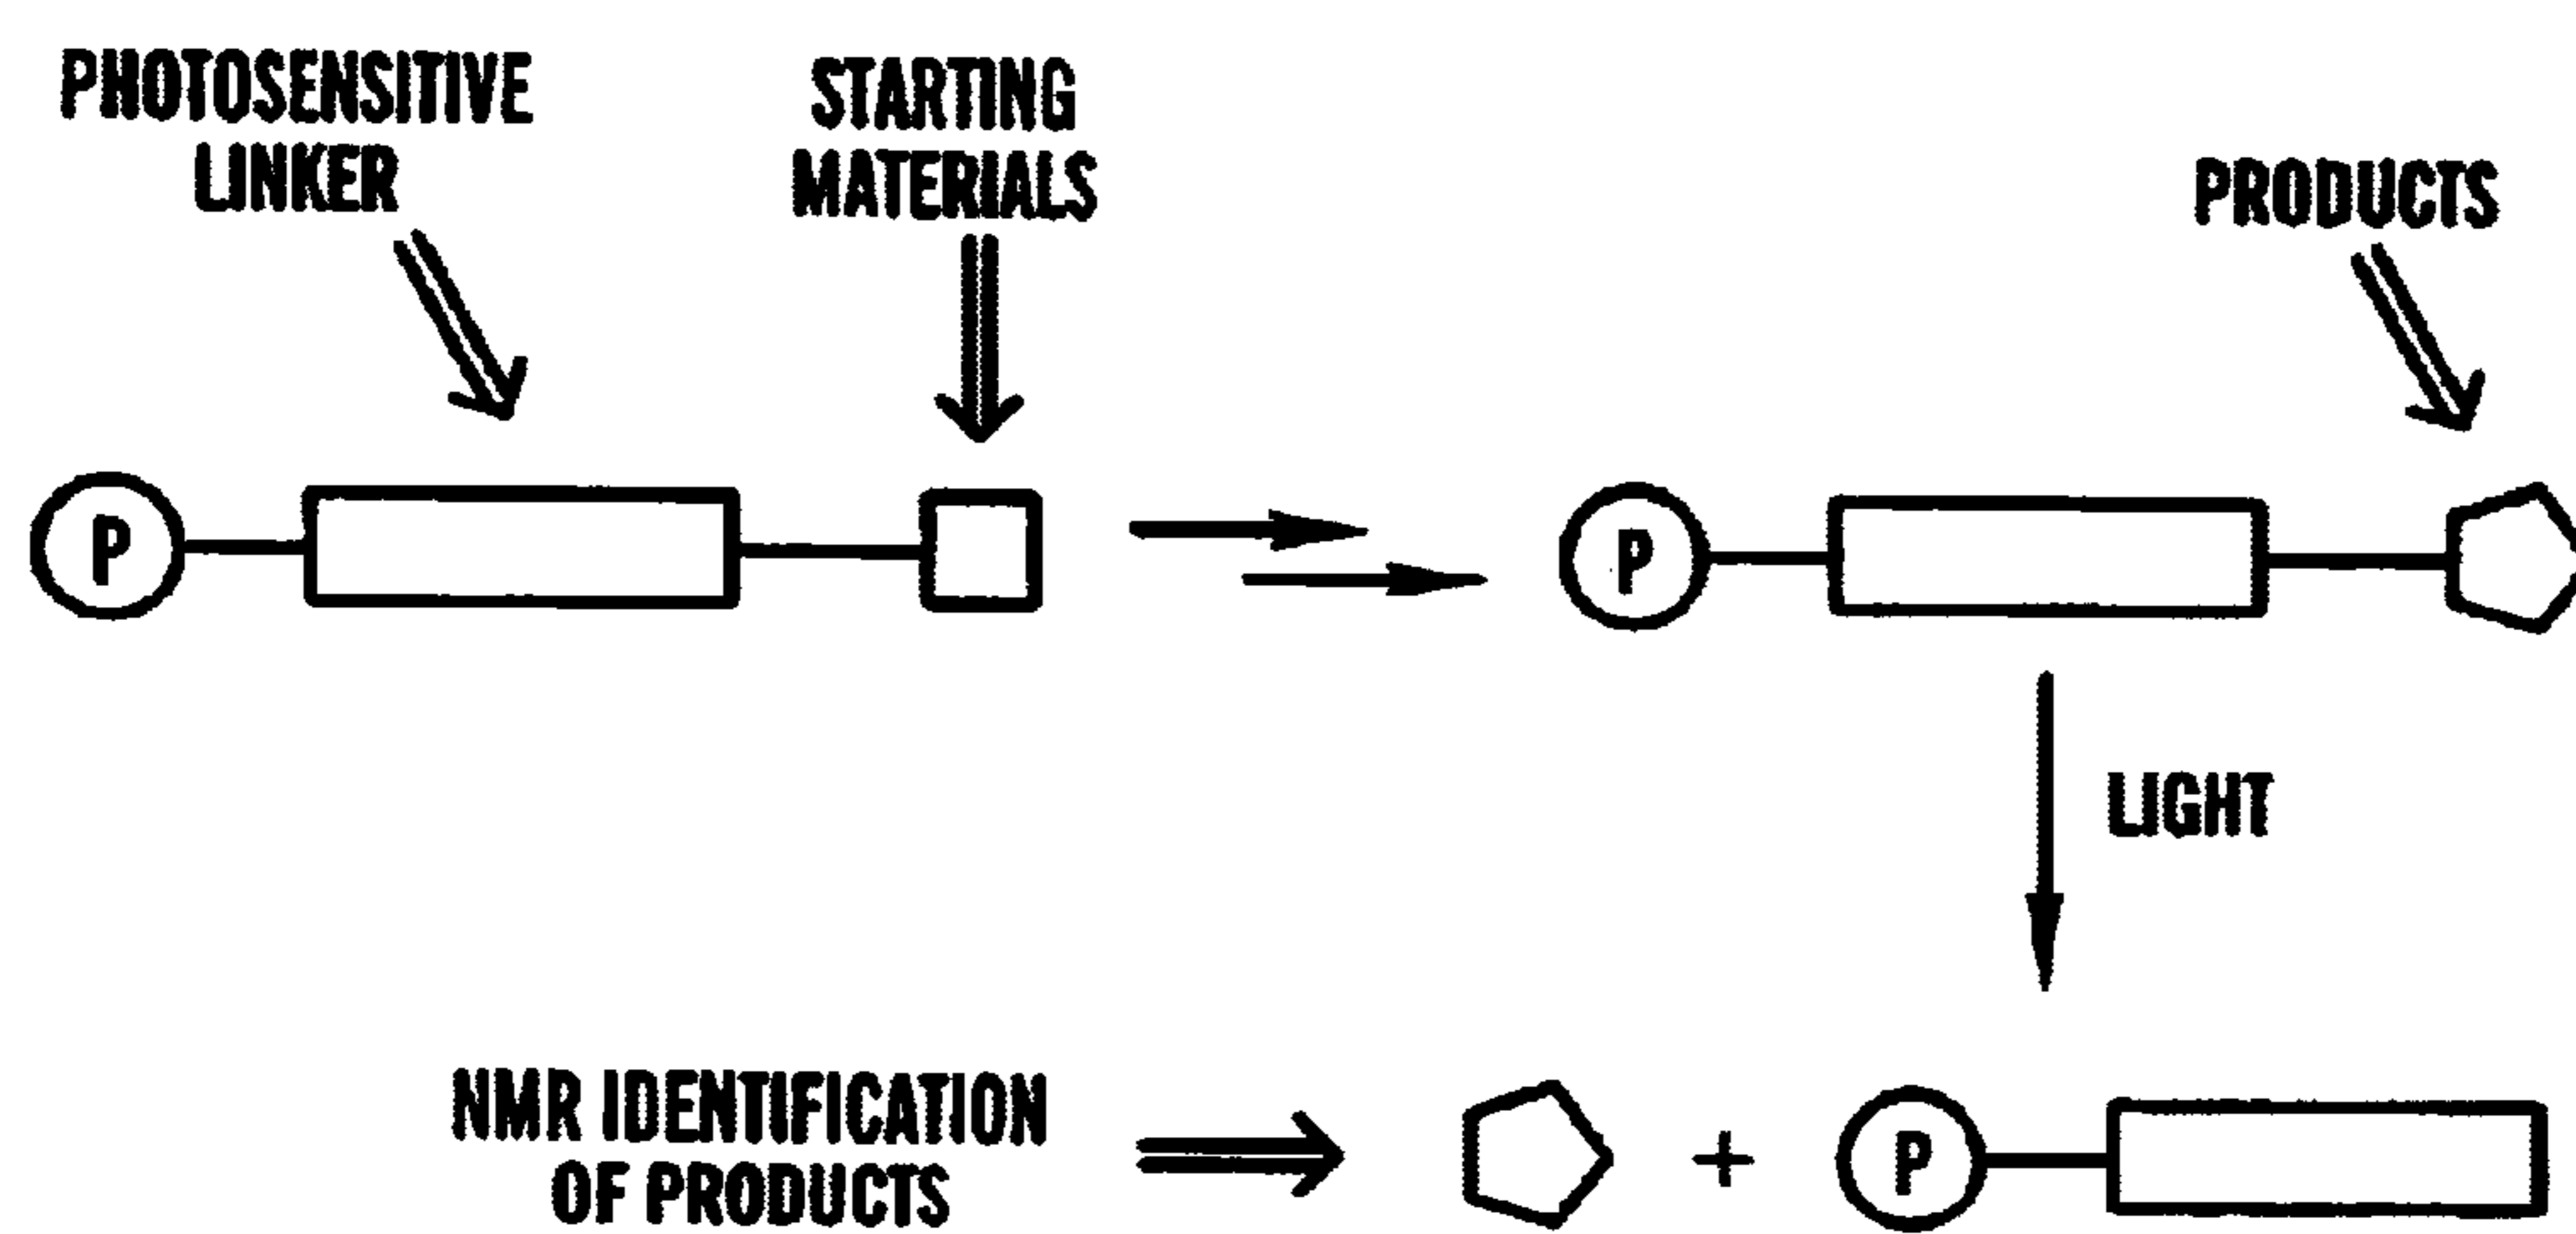 PHOTOSENSITIVE
LINKER
STARTING
MATERIALS
PRODUCTS
P
P
LIGHT
NMR IDENTIFICATION
OF PRODUCTS
+
P